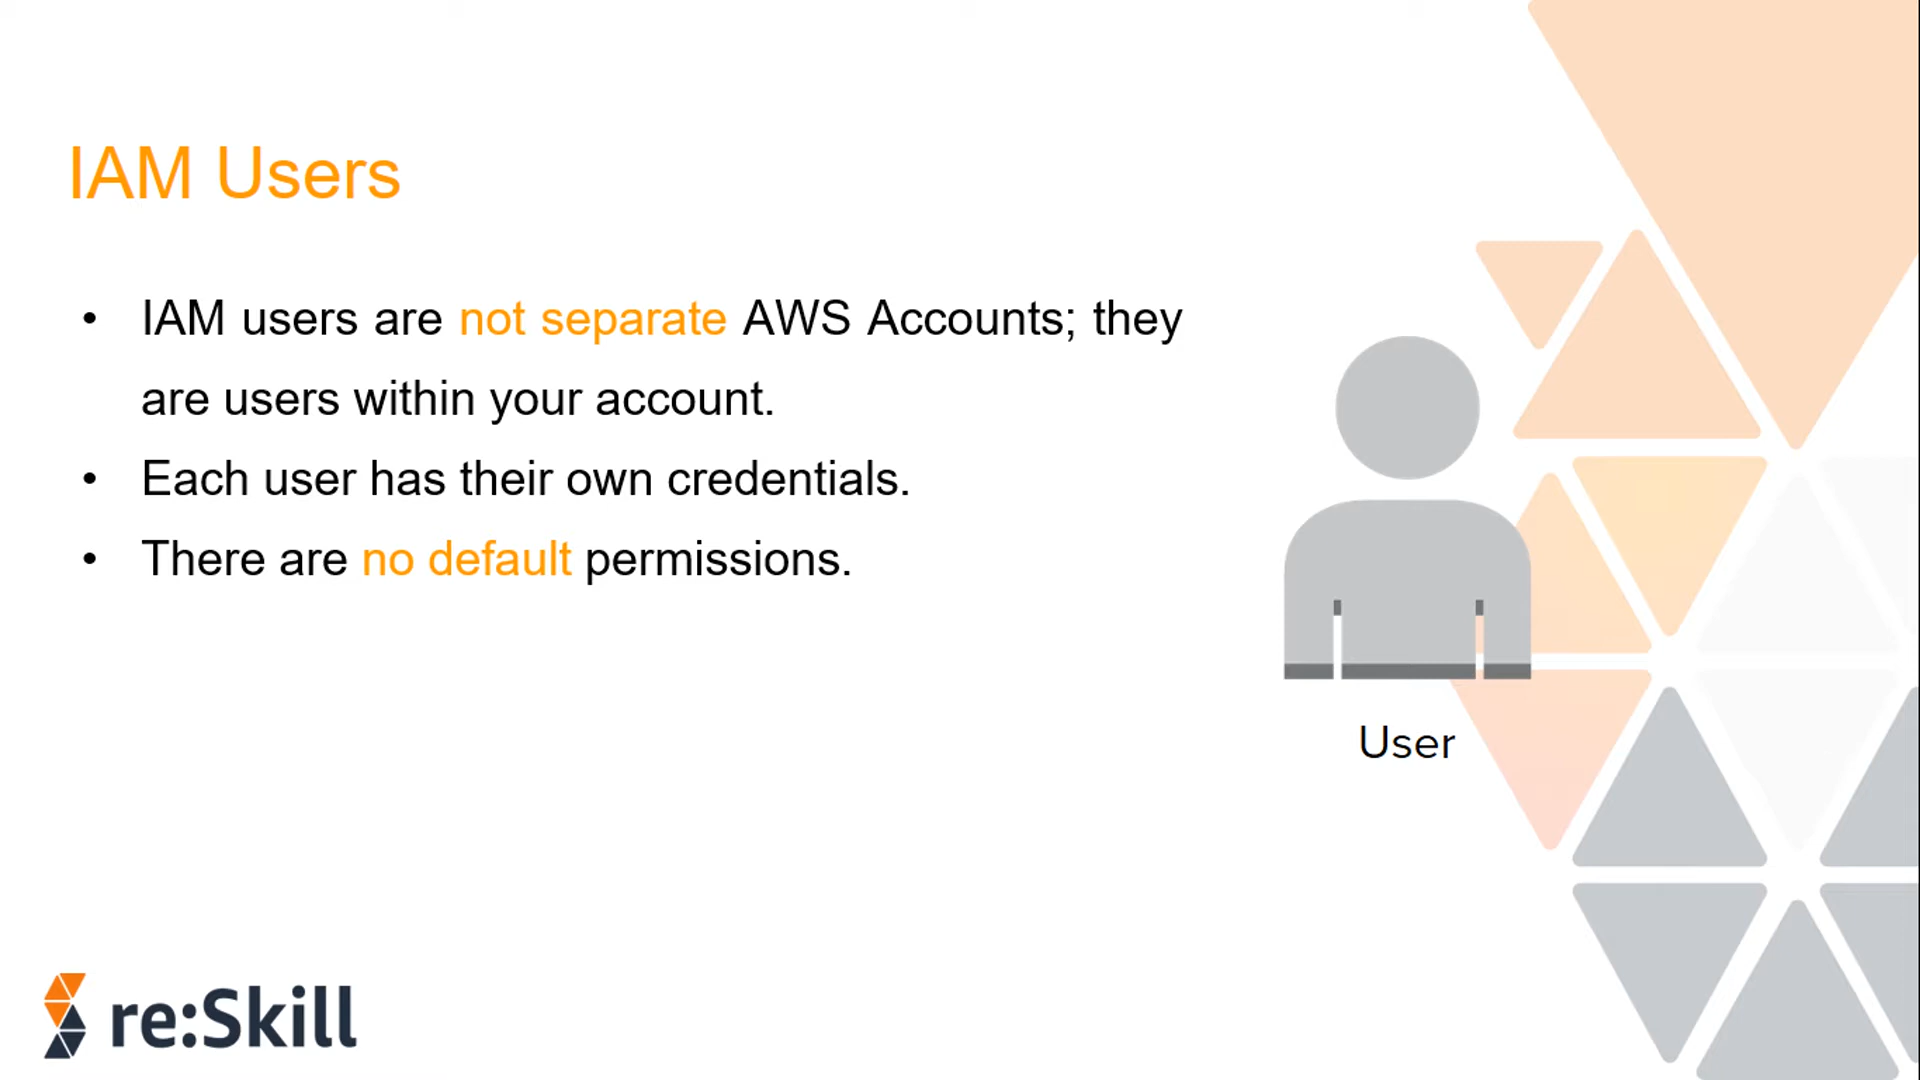 IAM Users
• IAM users are not separate AWS Accounts; they
are users within your account.
• Each user has their own credentials.
• There are no default permissions.
User
re:Skill